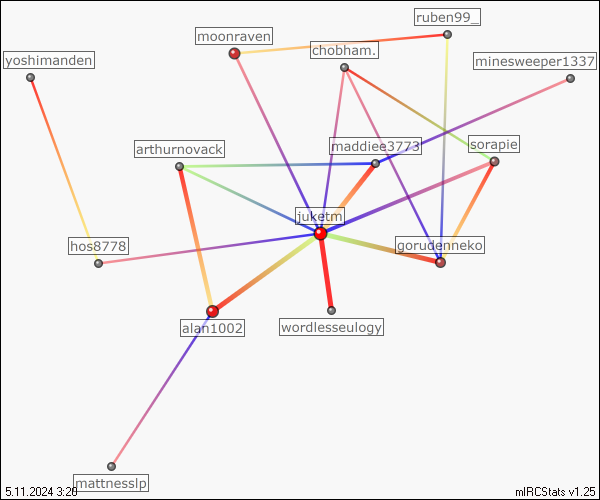 ruben99_
moonraven
chobham.
yoshimanden
minesweeper1337
arthurnovack
maddiee3773
sorapie
juketm
hos8778
gorudenneko
alan1002
wordlesseulogy
mattnesslp
5.11.2024 3:20
mIRCStats v1.25